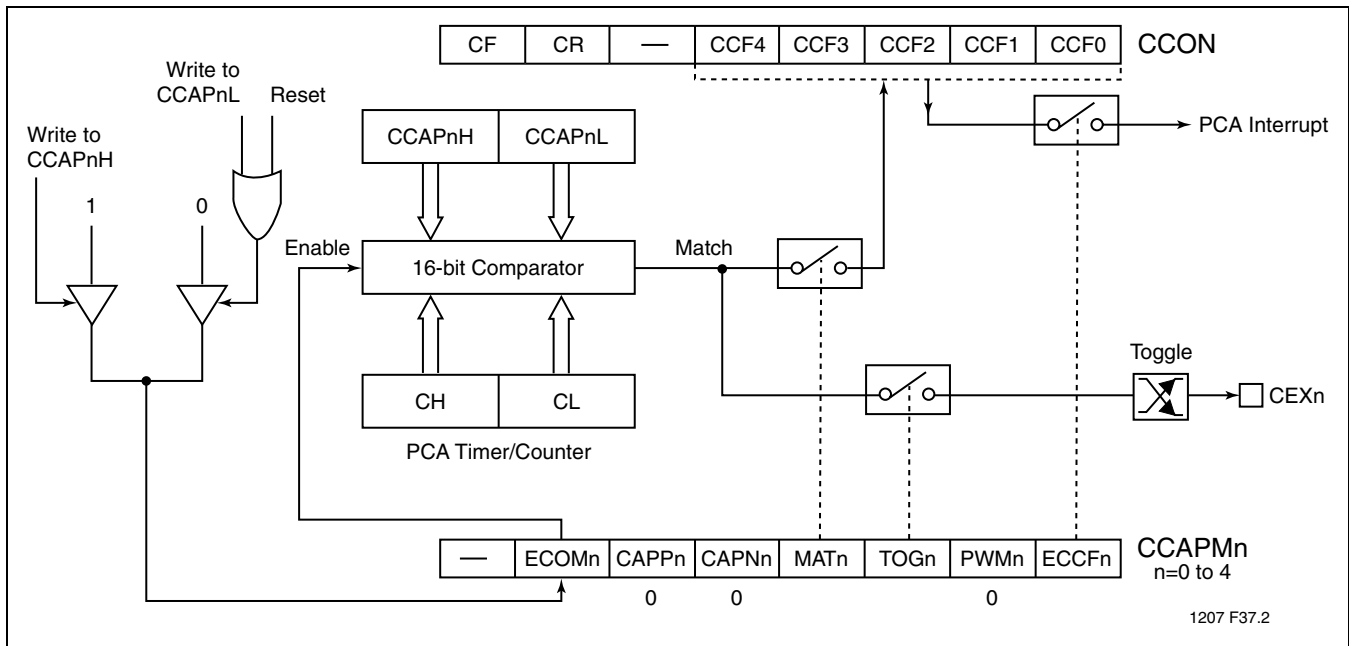 CF CR — CCF4 CCF3 CCF2 CCF1 CCF0 CCON
Write to
CCAPnL
Reset
Write to
CCAPnH
CCAPnH CCAPnL
PCA Interrupt
1
0
Enable
16-bit Comparator
Match
Toggle
CH CL
CEXn
PCA Timer/Counter
— ECOMn CAPPn CAPNn MATn TOGn PWMn ECCFn CCAPMn
n=0 to 4
0 0 0
1207 F37.2